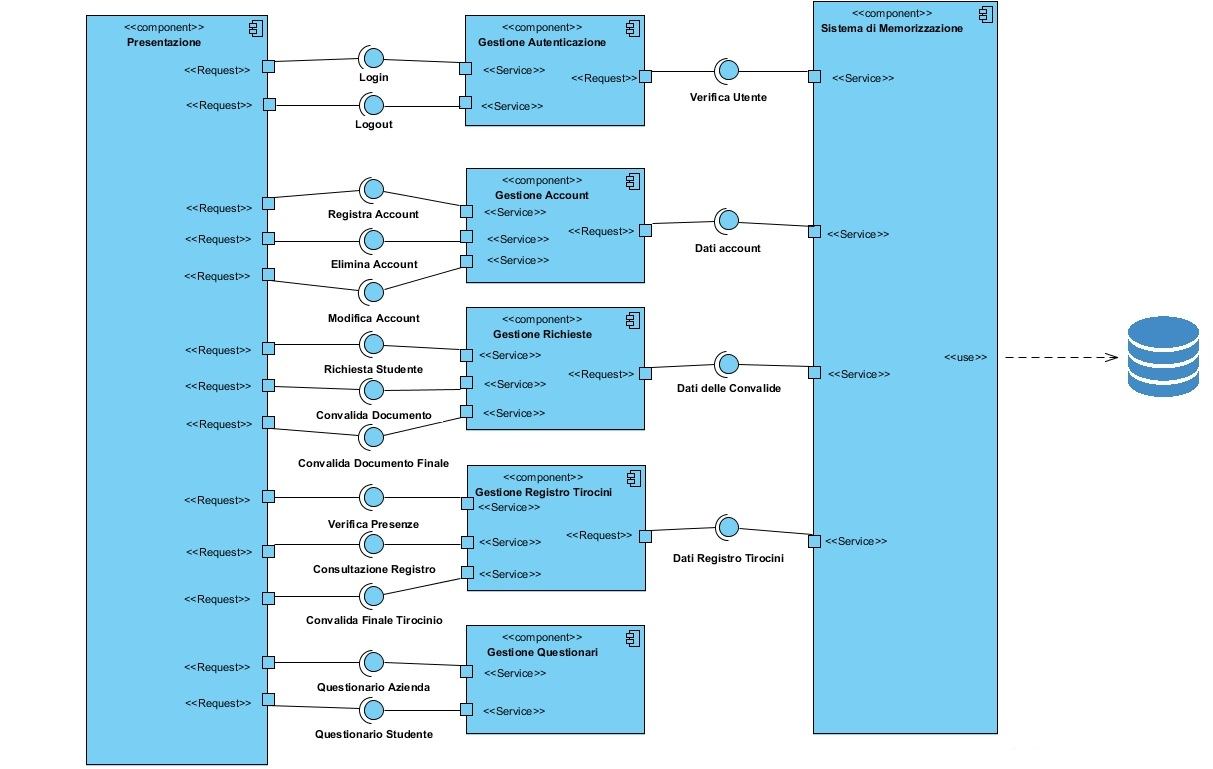 <<component>>
Presentazione
<<Request>>
<<Request>>
<<Request>>
<<Request>>
<<Request>>
<<Request>>
<<Request>>
<<Request>>
<<Request>>
<<Request>>
<<Request>>
<<Request>>
<<Request>>
Login
Logout
Registra Account
Elimina Account
Modifica Account
Richiesta Studente
Convalida Documento
Convalida Documento Finale
Verifica Presenze
Consultazione Registro
Convalida Finale Tirocinio
Questionario Azienda
Questionario Studente
<<component>>
Gestione Autenticazione
<<Service>>
<<Request>>
<<Service>>
<<component>>
Gestione Account
<<Service>>
<<Request>>
<<Service>>
<<Service>>
<<component>>
Gestione Richieste
<<Service>>
<<Request>>
<<Service>>
<<Service>>
<<component>>
Gestione Registro Tirocini
<<Service>>
<<Request>>
<<Service>>
<<Service>>
<<component>>
Gestione Questionari
<<Service>>
<<Service>>
Verifica Utente
Dati account
Dati delle Convalide
Dati Registro Tirocini
<<component>>
Sistema di Memorizzazione
<<Service>>
<<Service>>
<<use>>
<<Service>>
<<Service>>